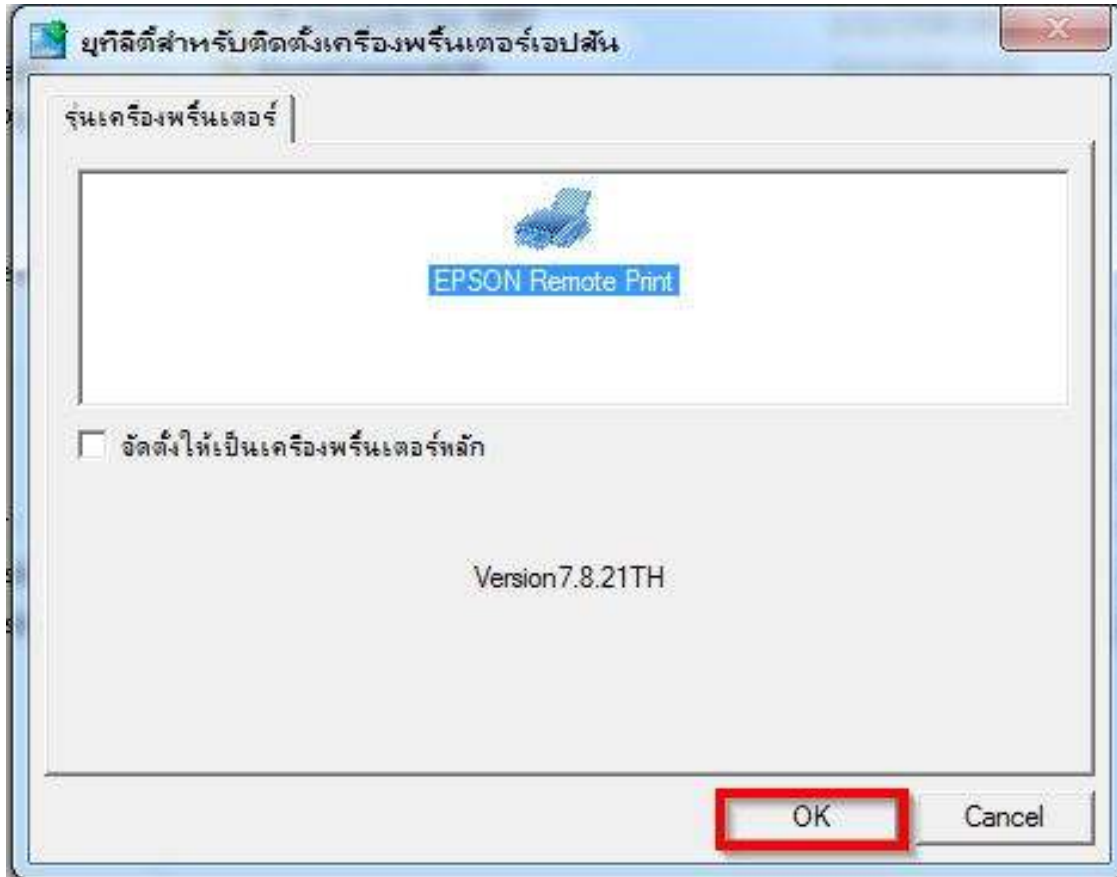 ยูทิลิตี้สำหรับติดตั้งเครื่องพริ้นเตอร์เอปสัน
รุ่นเครื่องพริ้นเตอร์
EPSON Remote Print
จัดตั้งให้เป็นเครื่องพริ้นเตอร์หลัก
Version7.8.21TH
OK
Cancel